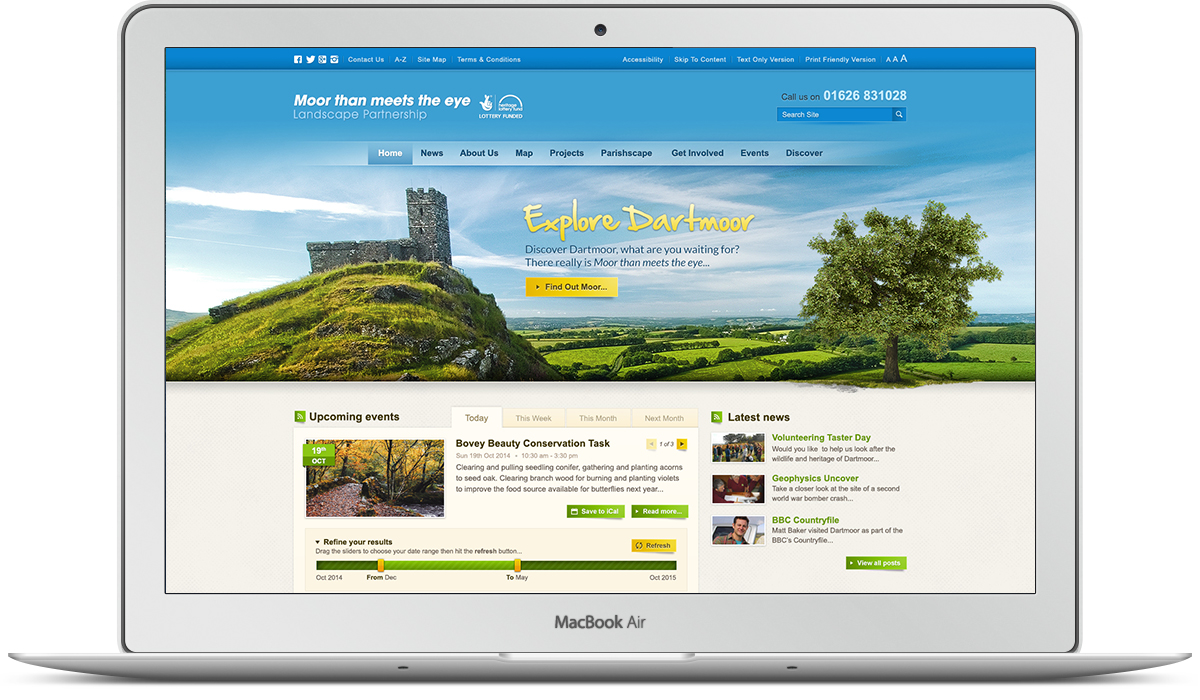 Contact Us A-Z Site Map Terms & Conditions Accessibility Skip To Content Text Only Version Print Friendly Version A A A
Moor than meets the eye
Landscape Partnership
heritage
lottery fund
LOTTERY FUNDED
Call us on 01626 831028
Search Site
Home News About Us Map Projects Parishscape Get Involved Events Discover
Explore Dartmoor
Discover Dartmoor, what are you waiting for?
There really is Moor than meets the eye...
Find Out Moor...
Upcoming events
Today This Week This Month Next Month
19th
OCT
Bovey Beauty Conservation Task
1 of 3
Sun 19th Oct 2014 • 10:30 am - 3:30 pm
Clearing and pulling seedling conifer, gathering and planting acorns
to seed oak. Clearing branch wood for burning and planting violets
to improve the food source available for butterflies next year...
Save to iCal Read more...
Refine your results
Drag the sliders to choose your date range then hit the refresh button...
Refresh
Oct 2014 From Dec To May Oct 2015
Latest news
Volunteering Taster Day
Would you like to help us look after the
wildlife and heritage of Dartmoor...
Geophysics Uncover
Take a closer look at the site of a second
world war bomber crash...
BBC Countryfile
Matt Baker visited Dartmoor as part of the
BBC's Countryfile...
View all posts
MacBook Air